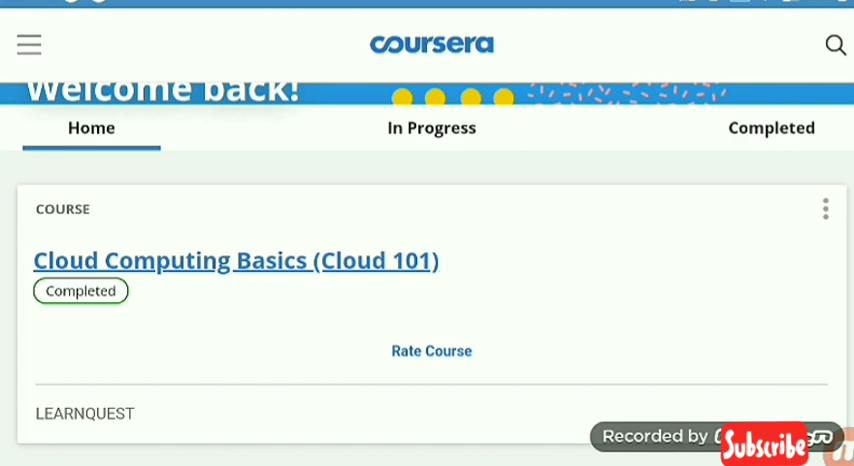 coursera
Welcome back!
Home
In Progress
Completed
COURSE
Cloud Computing Basics (Cloud 101)
Completed
Rate Course
LEARNQUEST
Recorded by
Subscribe